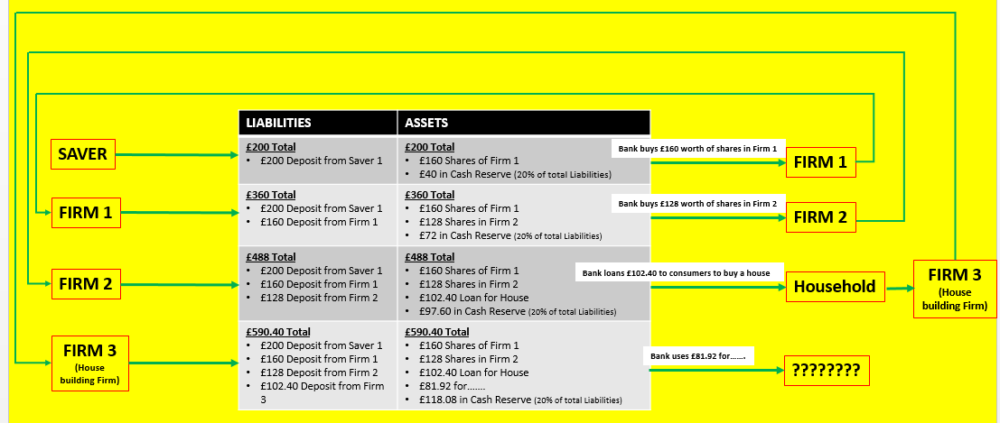 LIABILITIES
ASSETS
SAVER
£200 Total
• £200 Deposit from Saver 1
£200 Total
• £160 Shares of Firm 1
• £40 in Cash Reserve (20% of total Liabilities)
Bank buys £160 worth of shares in Firm 1
FIRM 1
FIRM 1
£360 Total
• £200 Deposit from Saver 1
• £160 Deposit from Firm 1
£360 Total
• £160 Shares of Firm 1
• £128 Shares in Firm 2
• £72 in Cash Reserve (20% of total Liabilities)
Bank buys £128 worth of shares in Firm 2
FIRM 2
FIRM 2
£488 Total
• £200 Deposit from Saver 1
• £160 Deposit from Firm 1
• £128 Deposit from Firm 2
£488 Total
• £160 Shares of Firm 1
• £128 Shares in Firm 2
• £102.40 Loan for House
• £97.60 in Cash Reserve (20% of total Liabilities)
Bank loans £102.40 to consumers to buy a house
Household
FIRM 3
(House
building Firm)
FIRM 3
(House
building Firm)
£590.40 Total
• £200 Deposit from Saver 1
• £160 Deposit from Firm 1
• £128 Deposit from Firm 2
• £102.40 Deposit from Firm
3
£590.40 Total
• £160 Shares of Firm 1
• £128 Shares in Firm 2
• £102.40 Loan for House
• £81.92 for…….
• £118.08 in Cash Reserve (20% of total Liabilities)
Bank uses £81.92 for…….
????????